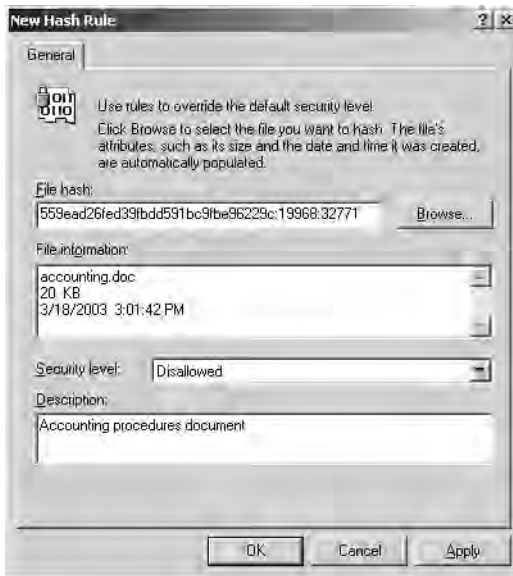 New Hash Rule
General
Use rules to override the default security level.
Click Browse to select the file you want to hash. The file's
attributes, such as its size and the date and time it was created,
are automatically populated.
File hash:
559ead26fed39fbdd591bc9fbe96229c:19968:32771
Browse...
File information:
accounting.doc
20 KB
3/18/2003 3:01:42 PM
Security level:
Disallowed
Description:
Accounting procedures document
OK
Cancel
Apply